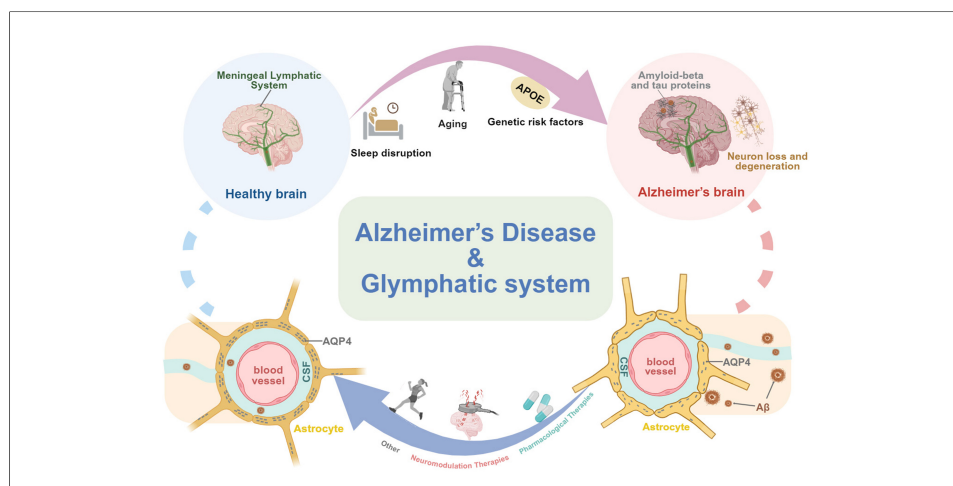 Meningeal Lymphatic
System
Healthy brain
Sleep disruption
Aging
APOE
Genetic risk factors
Amyloid-beta
and tau proteins
Neuron loss and
degeneration
Alzheimer's brain
Alzheimer's Disease
&
Glymphatic system
AQP4
CSF
blood
vessel
Astrocyte
Other
Neuromodulation Therapies
Pharmacological Therapies
CSF
blood
vessel
AQP4
Aβ
Astrocyte